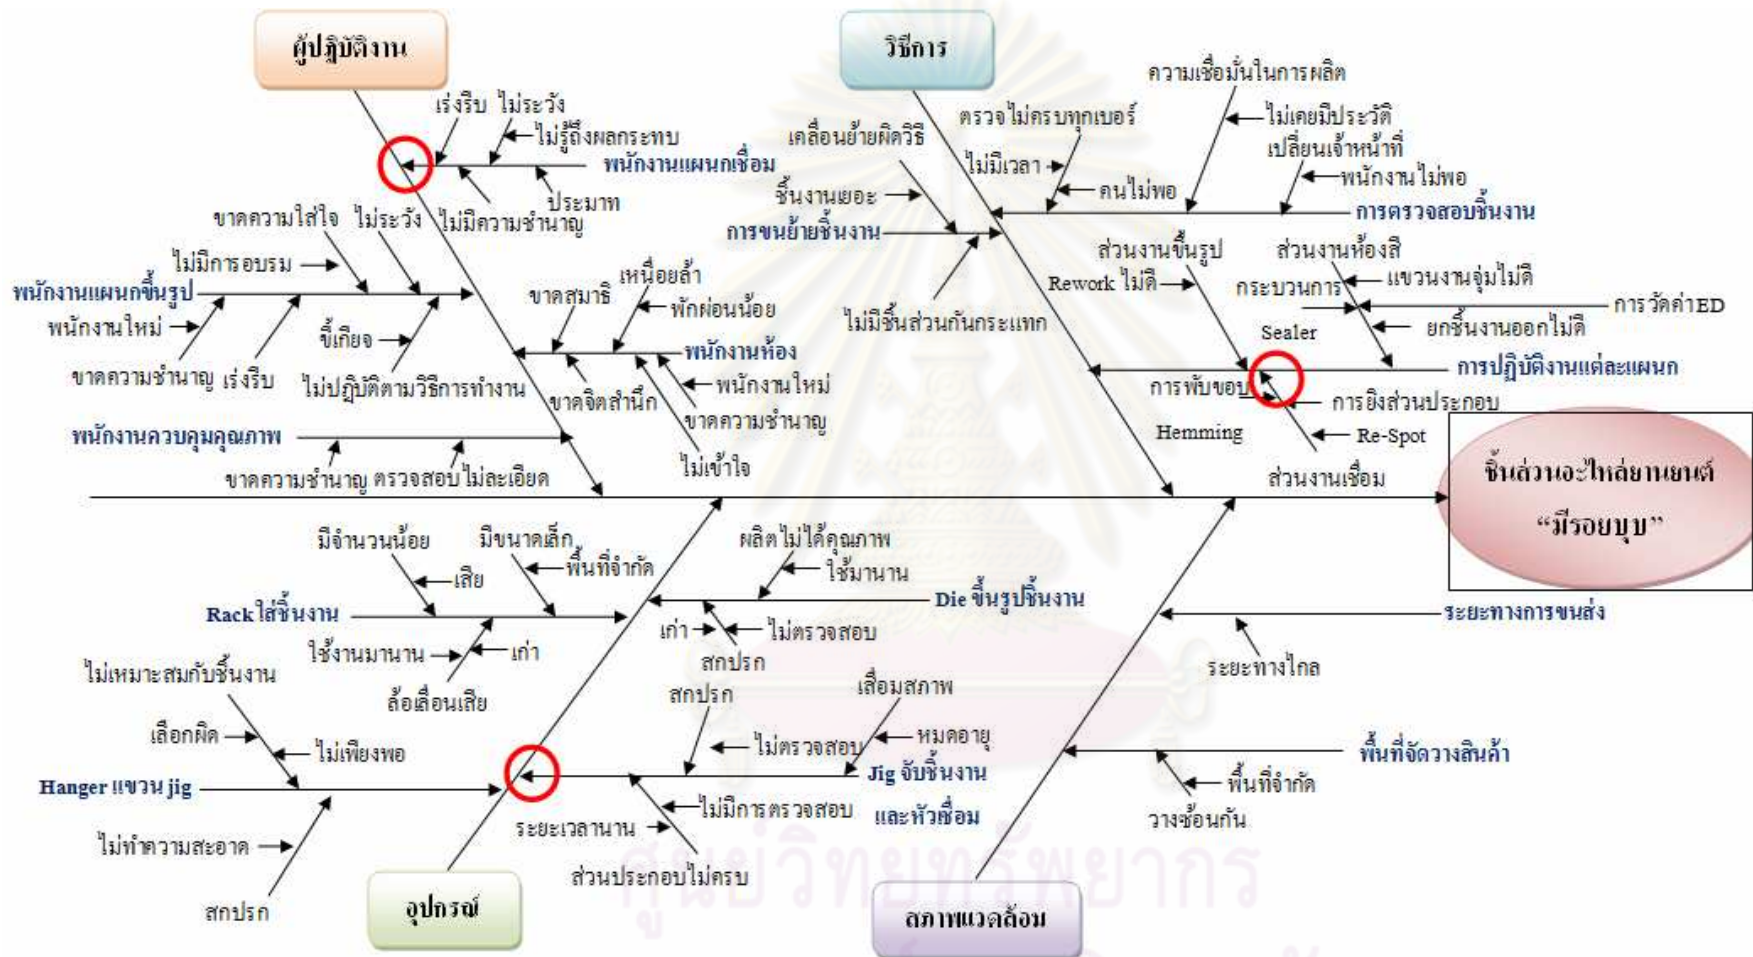 ผู้ปฏิบัติงาน
วิธีการ
เร่งรีบ
ไม่ระวัง
ไม่รู้ถึงผลกระทบ
พนักงานแผนกเชื่อม
ประมาท
ไม่มีความชำนาญ
ขาดความใส่ใจ
ไม่ระวัง
ไม่มีการอบรม
พนักงานแผนกขึ้นรูป
พนักงานใหม่
ขี้เกียจ
ขาดความชำนาญ
เร่งรีบ
ไม่ปฏิบัติตามวิธีการทำงาน
เหนื่อยล้า
ขาดสมาธิ
พักผ่อนน้อย
พนักงานห้อง
พนักงานใหม่
ขาดจิตสำนึก
ขาดความชำนาญ
ไม่เข้าใจ
พนักงานควบคุมคุณภาพ
ขาดความชำนาญ
ตรวจสอบไม่ละเอียด
ความเชื่อมั่นในการผลิต
ไม่เคยมีประวัติ
ตรวจไม่ครบทุกเบอร์
เคลื่อนย้ายผิดวิธี
เปลี่ยนเจ้าหน้าที่
ไม่มีเวลา
พนักงานไม่พอ
คนไม่พอ
ชิ้นงานเยอะ
การตรวจสอบชิ้นงาน
การขนย้ายชิ้นงาน
ไม่มีชิ้นส่วนกันกระแทก
ส่วนงานขึ้นรูป
ส่วนงานห้องสี
Rework ไม่ดี
กระบวนการ
แขวนงานจุ่มไม่ดี
การวัดค่าED
Sealer
ยกชิ้นงานออกไม่ดี
การปฏิบัติงานแต่ละแผนก
การพับขอบ
การยิงส่วนประกอบ
Hemming
Re-Spot
ส่วนงานเชื่อม
ชิ้นส่วนอะไหล่ยานยนต์
“มีรอยบุบ”
มีจำนวนน้อย
มีขนาดเล็ก
เสีย
พื้นที่จำกัด
Rack ใส่ชิ้นงาน
ใช้งานมานาน
เก่า
ล้อเลื่อนเสีย
ผลิตไม่ได้คุณภาพ
ใช้มานาน
Die ขึ้นรูปชิ้นงาน
เก่า
ไม่ตรวจสอบ
สกปรก
ไม่เหมาะสมกับชิ้นงาน
เลือกผิด
ไม่เพียงพอ
Hanger แขวน jig
ไม่ทำความสะอาด
สกปรก
สกปรก
เสื่อมสภาพ
ไม่ตรวจสอบ
หมดอายุ
Jig จับชิ้นงาน
และหัวเชื่อม
ไม่มีการตรวจสอบ
ระยะเวลานาน
ส่วนประกอบไม่ครบ
ระยะทางการขนส่ง
ระยะทางไกล
พื้นที่จัดวางสินค้า
พื้นที่จำกัด
วางซ้อนกัน
อุปกรณ์
สภาพแวดล้อม
ศูนย์วิทยทรัพยากร